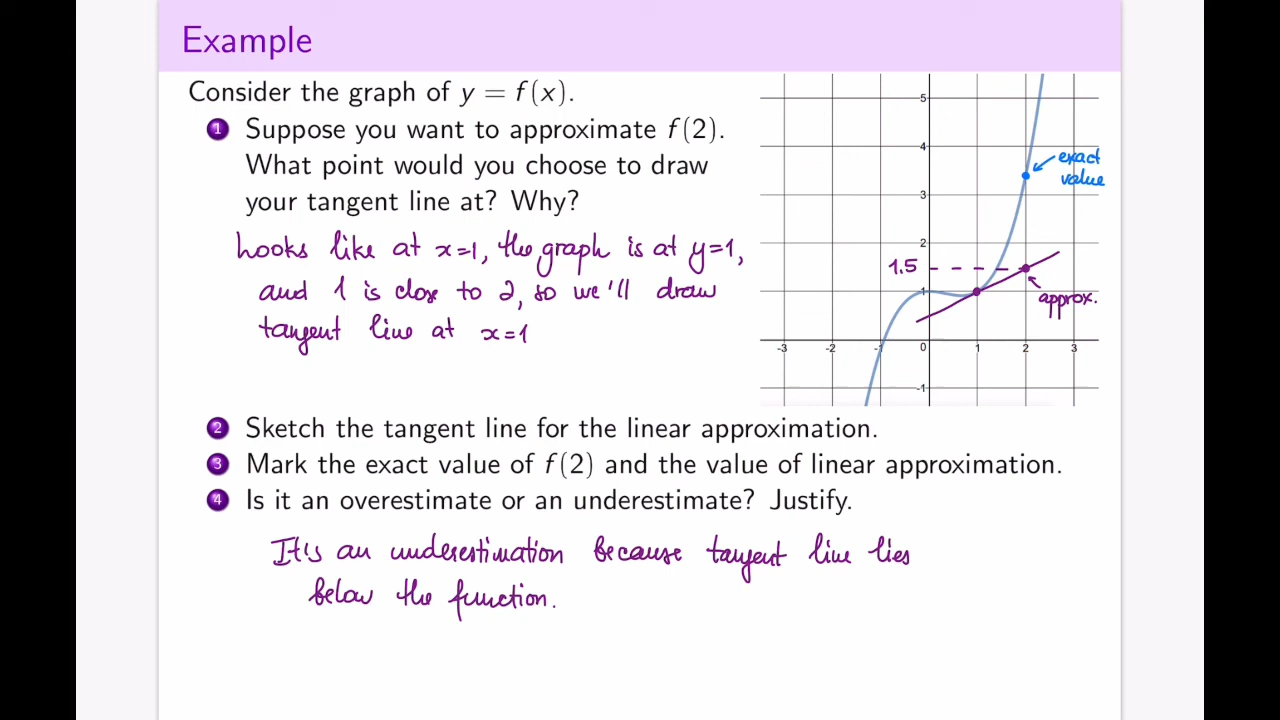 Example
Consider the graph of y = f(x).
1 Suppose you want to approximate f(2).
What point would you choose to draw
your tangent line at? Why?
Looks like at x=1, the graph is at y=1,
and 1 is close to 2, so we'll draw
tangent line at x=1
5
4
3
2
1
0
-1
-3 -2 -1 1 2 3
exact
value
1.5
approx.
2 Sketch the tangent line for the linear approximation.
3 Mark the exact value of f(2) and the value of linear approximation.
4 Is it an overestimate or an underestimate? Justify.
It's an underestimation because tangent line lies
below the function.